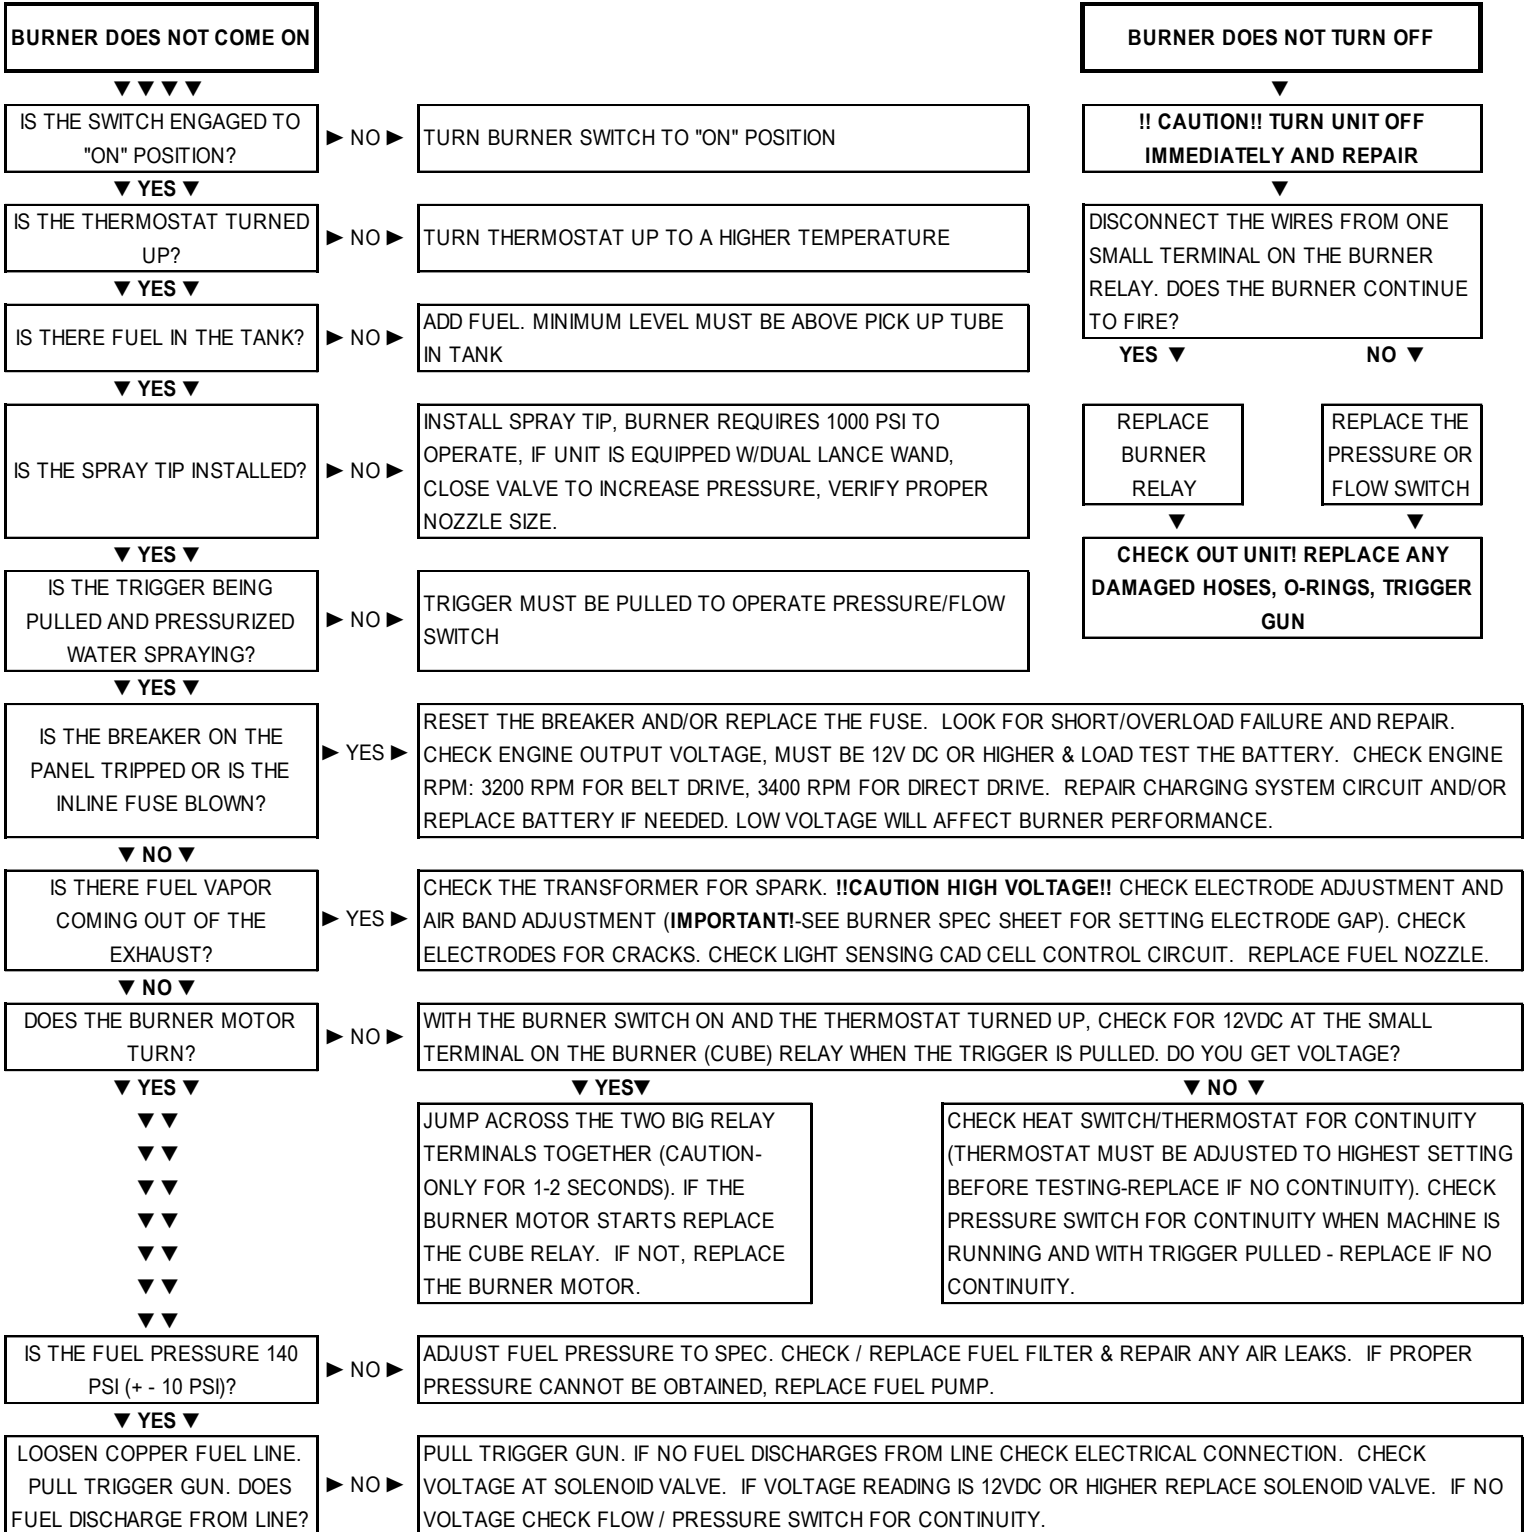 BURNER DOES NOT COME ON
▼ ▼ ▼ ▼
IS THE SWITCH ENGAGED TO
"ON" POSITION?
► NO ►
TURN BURNER SWITCH TO "ON" POSITION
▼ YES ▼
IS THE THERMOSTAT TURNED
UP?
► NO ►
TURN THERMOSTAT UP TO A HIGHER TEMPERATURE
▼ YES ▼
IS THERE FUEL IN THE TANK?
► NO ►
ADD FUEL. MINIMUM LEVEL MUST BE ABOVE PICK UP TUBE
IN TANK
▼ YES ▼
IS THE SPRAY TIP INSTALLED?
► NO ►
INSTALL SPRAY TIP, BURNER REQUIRES 1000 PSI TO
OPERATE, IF UNIT IS EQUIPPED W/DUAL LANCE WAND,
CLOSE VALVE TO INCREASE PRESSURE, VERIFY PROPER
NOZZLE SIZE.
▼ YES ▼
IS THE TRIGGER BEING
PULLED AND PRESSURIZED
WATER SPRAYING?
► NO ►
TRIGGER MUST BE PULLED TO OPERATE PRESSURE/FLOW
SWITCH
▼ YES ▼
IS THE BREAKER ON THE
PANEL TRIPPED OR IS THE
INLINE FUSE BLOWN?
► YES ►
RESET THE BREAKER AND/OR REPLACE THE FUSE. LOOK FOR SHORT/OVERLOAD FAILURE AND REPAIR.
CHECK ENGINE OUTPUT VOLTAGE, MUST BE 12V DC OR HIGHER & LOAD TEST THE BATTERY. CHECK ENGINE
RPM: 3200 RPM FOR BELT DRIVE, 3400 RPM FOR DIRECT DRIVE. REPAIR CHARGING SYSTEM CIRCUIT AND/OR
REPLACE BATTERY IF NEEDED. LOW VOLTAGE WILL AFFECT BURNER PERFORMANCE.
▼ NO ▼
IS THERE FUEL VAPOR
COMING OUT OF THE
EXHAUST?
► YES ►
CHECK THE TRANSFORMER FOR SPARK. !!CAUTION HIGH VOLTAGE!! CHECK ELECTRODE ADJUSTMENT AND
AIR BAND ADJUSTMENT (IMPORTANT!-SEE BURNER SPEC SHEET FOR SETTING ELECTRODE GAP). CHECK
ELECTRODES FOR CRACKS. CHECK LIGHT SENSING CAD CELL CONTROL CIRCUIT. REPLACE FUEL NOZZLE.
▼ NO ▼
DOES THE BURNER MOTOR
TURN?
► NO ►
WITH THE BURNER SWITCH ON AND THE THERMOSTAT TURNED UP, CHECK FOR 12VDC AT THE SMALL
TERMINAL ON THE BURNER (CUBE) RELAY WHEN THE TRIGGER IS PULLED. DO YOU GET VOLTAGE?
▼ YES▼
JUMP ACROSS THE TWO BIG RELAY
TERMINALS TOGETHER (CAUTION-
ONLY FOR 1-2 SECONDS). IF THE
BURNER MOTOR STARTS REPLACE
THE CUBE RELAY. IF NOT, REPLACE
THE BURNER MOTOR.
▼ NO ▼
CHECK HEAT SWITCH/THERMOSTAT FOR CONTINUITY
(THERMOSTAT MUST BE ADJUSTED TO HIGHEST SETTING
BEFORE TESTING-REPLACE IF NO CONTINUITY). CHECK
PRESSURE SWITCH FOR CONTINUITY WHEN MACHINE IS
RUNNING AND WITH TRIGGER PULLED - REPLACE IF NO
CONTINUITY.
▼ YES ▼
▼ ▼
▼ ▼
▼ ▼
▼ ▼
▼ ▼
▼ ▼
▼ ▼
IS THE FUEL PRESSURE 140
PSI (+ - 10 PSI)?
► NO ►
ADJUST FUEL PRESSURE TO SPEC. CHECK / REPLACE FUEL FILTER & REPAIR ANY AIR LEAKS. IF PROPER
PRESSURE CANNOT BE OBTAINED, REPLACE FUEL PUMP.
▼ YES ▼
LOOSEN COPPER FUEL LINE.
PULL TRIGGER GUN. DOES
FUEL DISCHARGE FROM LINE?
► NO ►
PULL TRIGGER GUN. IF NO FUEL DISCHARGES FROM LINE CHECK ELECTRICAL CONNECTION. CHECK
VOLTAGE AT SOLENOID VALVE. IF VOLTAGE READING IS 12VDC OR HIGHER REPLACE SOLENOID VALVE. IF NO
VOLTAGE CHECK FLOW / PRESSURE SWITCH FOR CONTINUITY.
BURNER DOES NOT TURN OFF
▼
!! CAUTION!! TURN UNIT OFF
IMMEDIATELY AND REPAIR
▼
DISCONNECT THE WIRES FROM ONE
SMALL TERMINAL ON THE BURNER
RELAY. DOES THE BURNER CONTINUE
TO FIRE?
YES ▼
REPLACE
BURNER
RELAY
▼
NO ▼
REPLACE THE
PRESSURE OR
FLOW SWITCH
▼
CHECK OUT UNIT! REPLACE ANY
DAMAGED HOSES, O-RINGS, TRIGGER
GUN